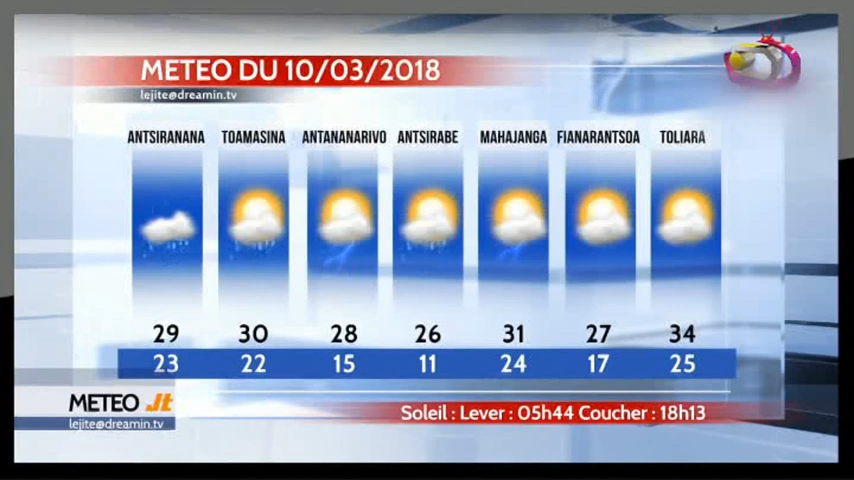 METEO DU 10/03/2018
lejite@dreamin.tv
ANTSIRANANA TOAMASINA ANTANANARIVO ANTSIRABE MAHAJANGA FIANARANTSOA TOLIARA
29 30 28 26 31 27 34
23 22 15 11 24 17 25
METEO .Jt
lejite@dreamin.tv
Soleil : Lever : 05h44 Coucher : 18h13